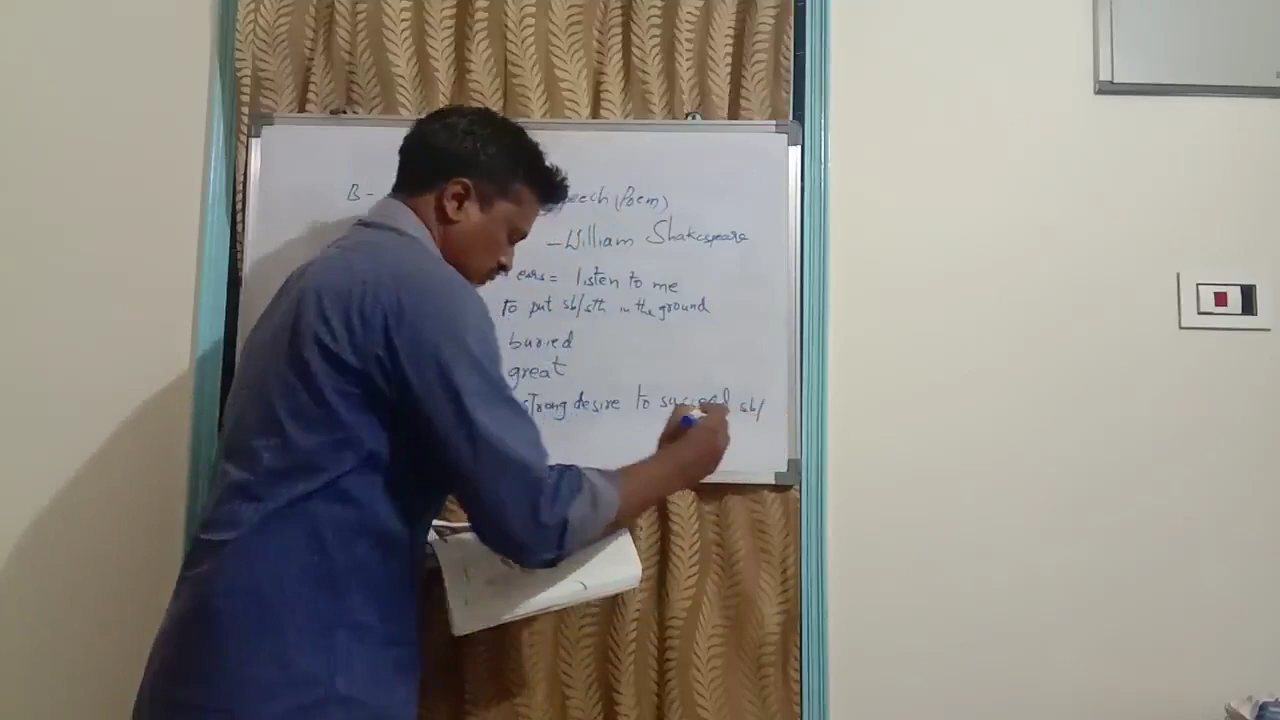 B - speech (Poem)
- William Shakespeare
ears = listen to me
to put sb/sth in the ground
buried
great
strong desire to succeed sb/